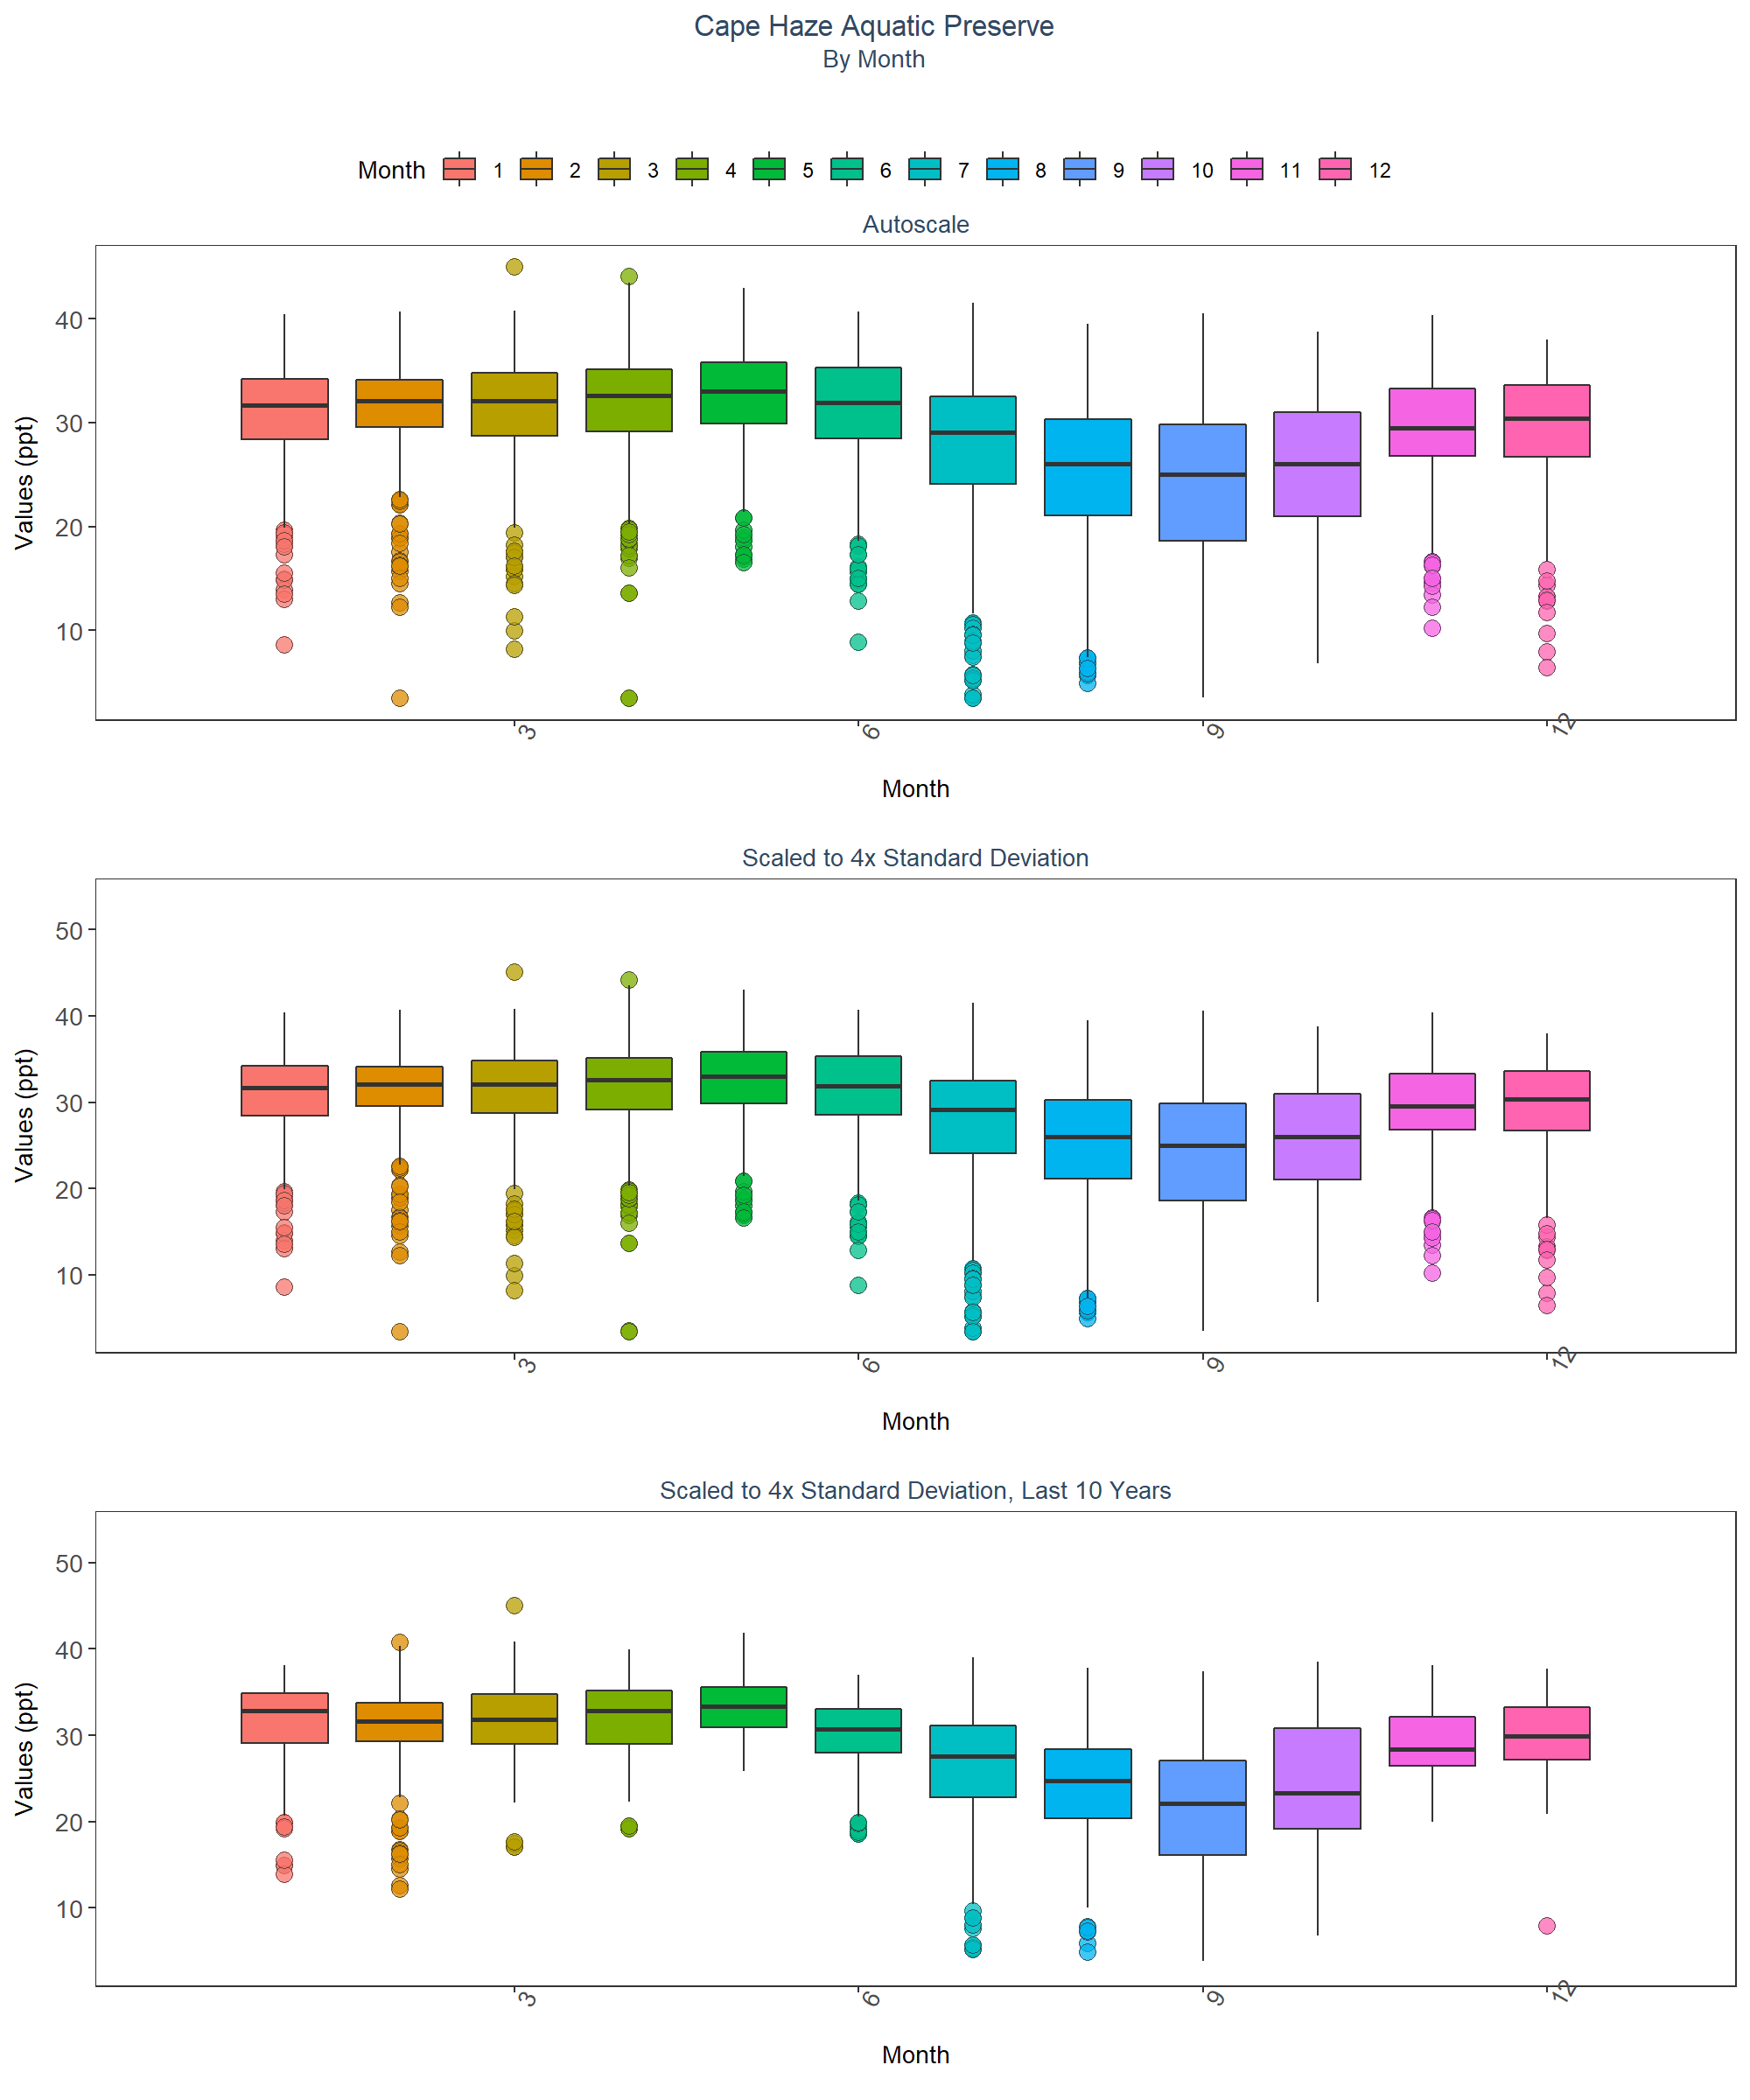 Cape Haze Aquatic Preserve
By Month
Month 1 2 3 4 5 6 7 8 9 10 11 12
Autoscale
Values (ppt)
40
30
20
10
3 6 9 12
Month
Scaled to 4x Standard Deviation
Values (ppt)
50
40
30
20
10
3 6 9 12
Month
Scaled to 4x Standard Deviation, Last 10 Years
Values (ppt)
50
40
30
20
10
3 6 9 12
Month